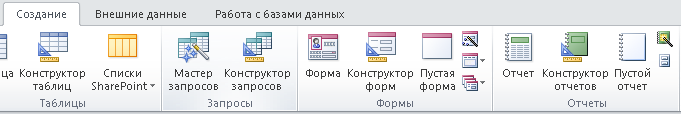 Создание Внешние данные Работа с базами данных
ца Конструктор таблиц Списки SharePoint Мастер запросов Конструктор запросов Форма Конструктор форм Пустая форма Отчет Конструктор отчетов Пустой отчет
Таблицы Запросы Формы Отчеты